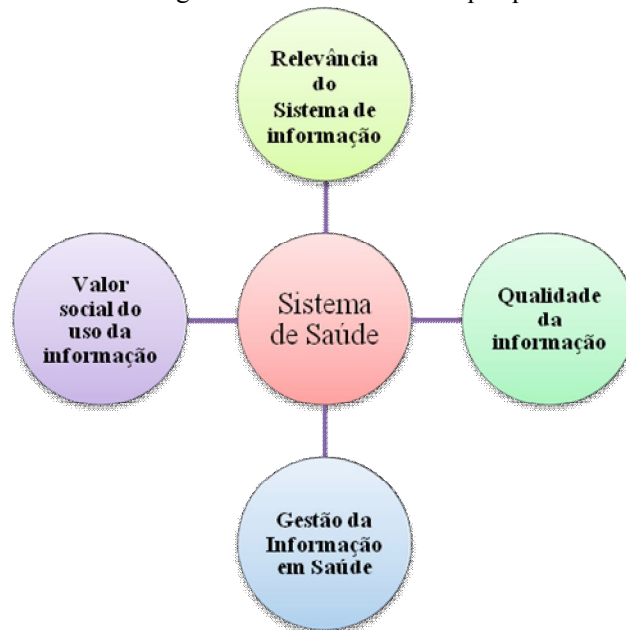 Relevância
do
Sistema de
informação
Valor
social do
uso da
informação
Sistema
de Saúde
Qualidade
da
informação
Gestão da
Informação
em Saúde